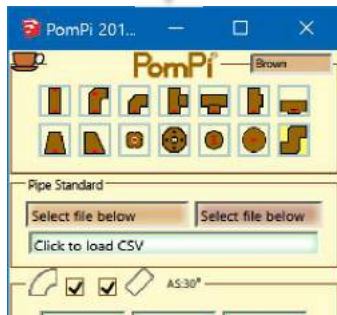 PomPi 201...
PomPi
Brown
Pipe Standard
Select file below
Select file below
Click to load CSV
AS:30°